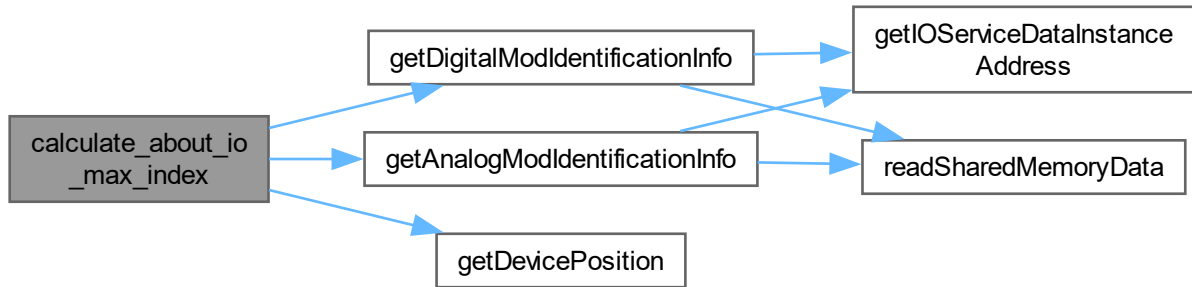 calculate_about_io
_max_index
getDigitalModIdentificationInfo
getAnalogModIdentificationInfo
getDevicePosition
getIOServiceDataInstance
Address
readSharedMemoryData